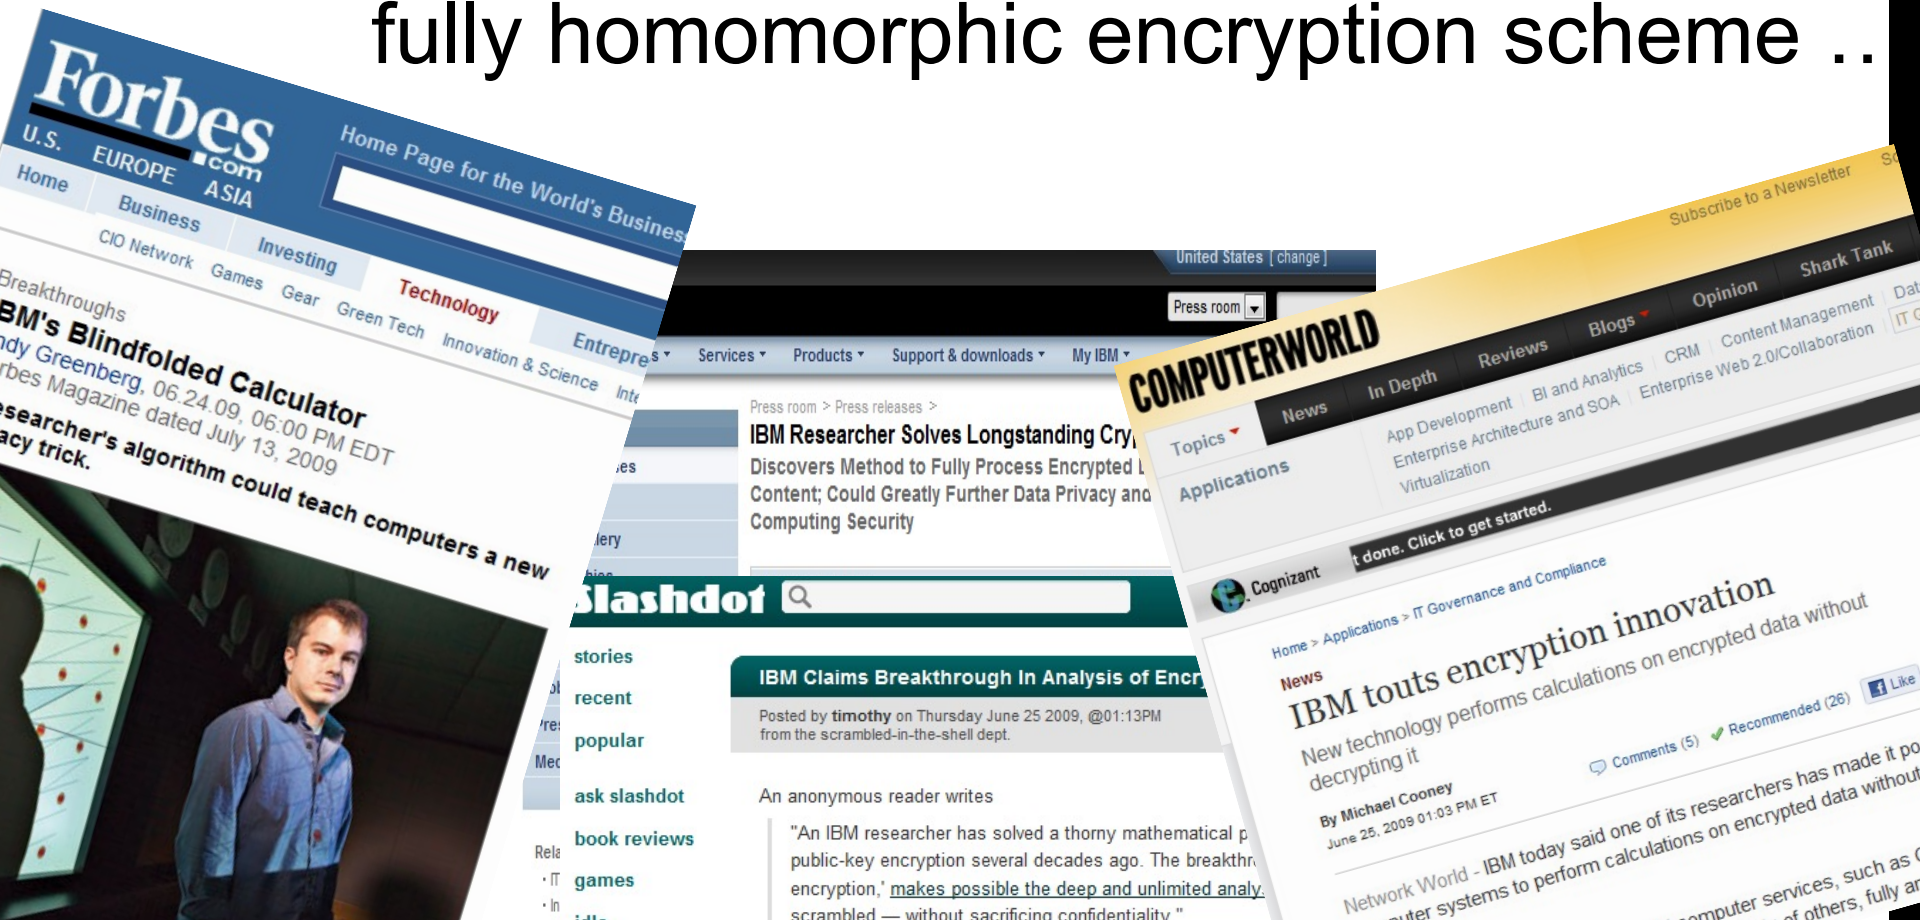 fully homomorphic encryption scheme ..
Forbes
.com
U.S. EUROPE ASIA
Home Page for the World's Business
Home Business Investing Technology
CIO Network Games Gear Green Tech Innovation & Science
Breakthroughs
Blindfolded Calculator
Greenberg, 06.24.09, 06:00 PM EDT
Magazine dated July 13, 2009
algorithm could teach computers a new
trick.
United States [ change ]
Press room
Services Products Support & downloads My IBM
Press room > Press releases >
IBM Researcher Solves Longstanding
Discovers Method to Fully Process Encrypted
Content; Could Greatly Further Data Privacy and
Computing Security
Slashdot
stories
recent
popular
ask slashdot
book reviews
games
IBM Claims Breakthrough In Analysis of
Posted by timothy on Thursday June 25 2009, @01:13PM
from the scrambled-in-the-shell dept.
An anonymous reader writes
"An IBM researcher has solved a thorny mathematical
public-key encryption several decades ago. The
encryption,' makes possible the deep and unlimited
scrambled — without sacrificing confidentiality."
Subscribe to a Newsletter
COMPUTERWORLD
Topics News In Depth Reviews Blogs Opinion Shark Tank
Applications
App Development | BI and Analytics | CRM | Content Management
Enterprise Architecture and SOA | Enterprise Web 2.0/Collaboration
Virtualization
Cognizant
done. Click to get started.
Home > Applications > IT Governance and Compliance
News
IBM touts encryption innovation
New technology performs calculations on encrypted data without
decrypting it
By Michael Cooney
June 25, 2009 01:03 PM ET
Comments (5) Recommended (26) Like
Network World - IBM today said one of its researchers has made it
systems to perform calculations on encrypted data without
services, such as
of others, fully